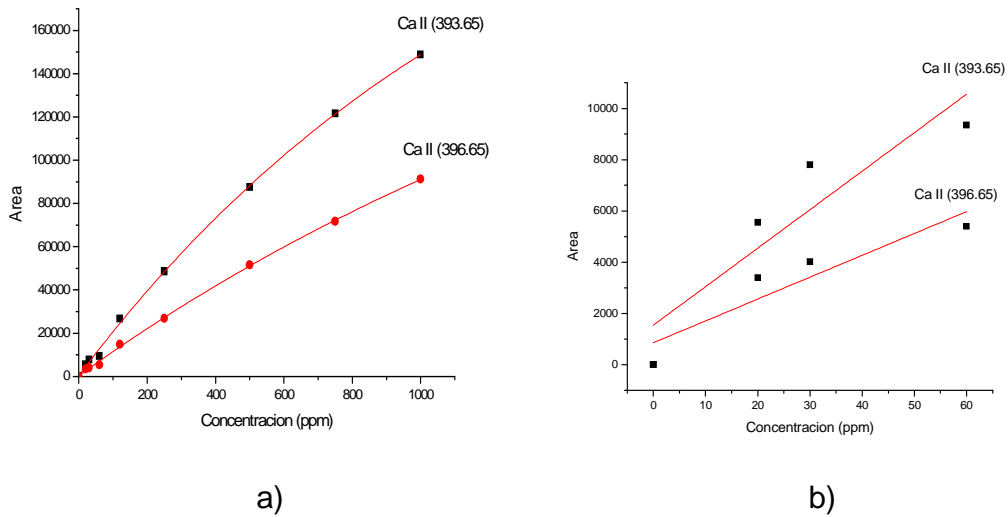 160000
140000
120000
100000
80000
60000
40000
20000
0
Area
Ca II (393.65)
Ca II (396.65)
0 200 400 600 800 1000
Concentracion (ppm)
a)
10000
8000
6000
4000
2000
0
Area
Ca II (393.65)
Ca II (396.65)
0 10 20 30 40 50 60
Concentracion (ppm)
b)